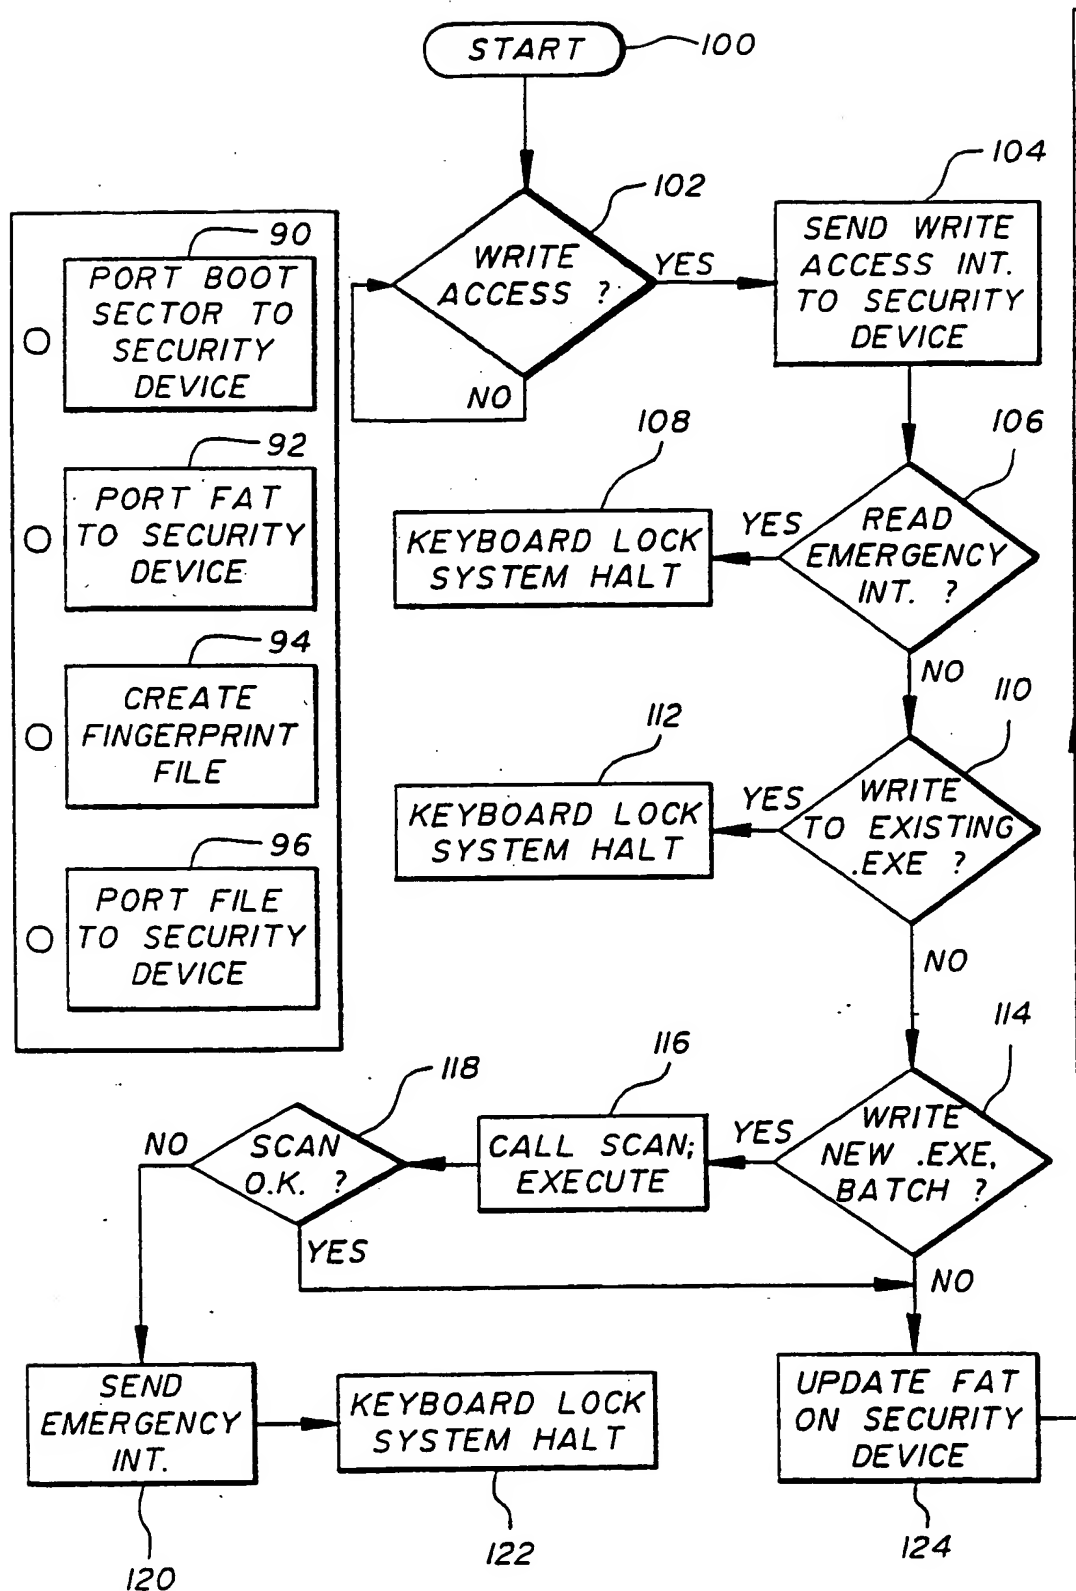 START
100
102
WRITE
ACCESS ?
YES
NO
104
SEND WRITE
ACCESS INT.
TO SECURITY
DEVICE
90
PORT BOOT
SECTOR TO
SECURITY
DEVICE
92
PORT FAT
TO SECURITY
DEVICE
94
CREATE
FINGERPRINT
FILE
96
PORT FILE
TO SECURITY
DEVICE
106
READ
EMERGENCY
INT. ?
YES
NO
108
KEYBOARD LOCK
SYSTEM HALT
110
WRITE
TO EXISTING
.EXE ?
YES
NO
112
KEYBOARD LOCK
SYSTEM HALT
114
WRITE
NEW .EXE,
BATCH ?
YES
NO
116
CALL SCAN;
EXECUTE
118
SCAN
O.K. ?
NO
YES
SEND
EMERGENCY
INT.
120
KEYBOARD LOCK
SYSTEM HALT
122
UPDATE FAT
ON SECURITY
DEVICE
124